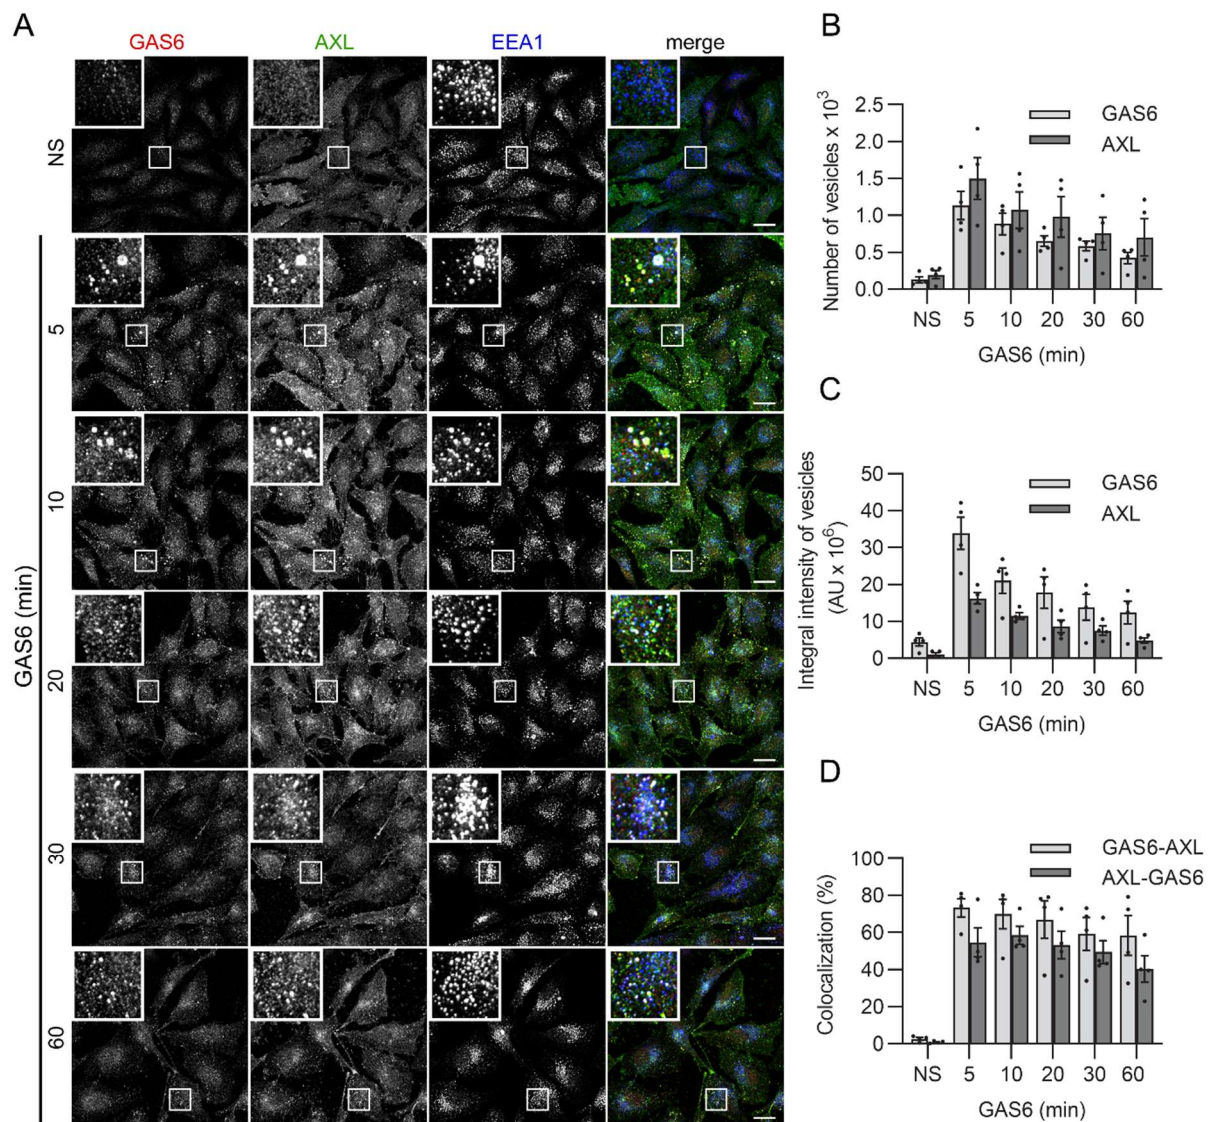 A
GAS6 AXL EEA1 merge
NS
5
10
20
30
60
GAS6 (min)
B
Number of vesicles x 10³
2.5
2.0
1.5
1.0
0.5
0.0
GAS6
AXL
NS 5 10 20 30 60
GAS6 (min)
C
Integral intensity of vesicles
(AU x 10⁶)
50
40
30
20
10
0
GAS6
AXL
NS 5 10 20 30 60
GAS6 (min)
D
Colocalization (%)
100
80
60
40
20
0
GAS6-AXL
AXL-GAS6
NS 5 10 20 30 60
GAS6 (min)